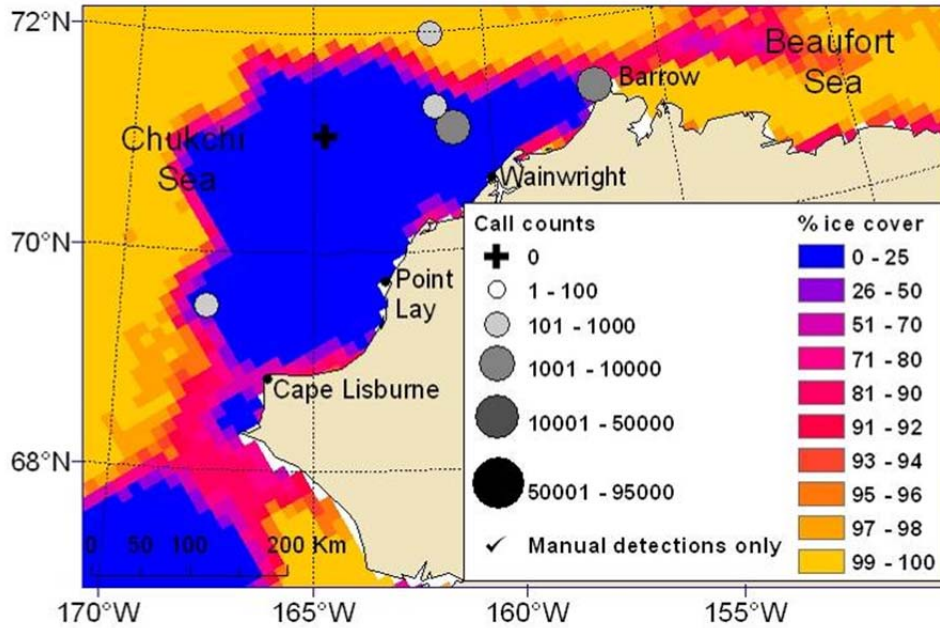 72°N
Beaufort
Sea
Barrow
Chukchi
Sea
Wainwright
70°N
Point
Lay
Cape Lisburne
68°N
0 50 100 200 Km
170°W
165°W
160°W
155°W
Call counts
0
1 - 100
101 - 1000
1001 - 10000
10001 - 50000
50001 - 95000
Manual detections only
% ice cover
0 - 25
26 - 50
51 - 70
71 - 80
81 - 90
91 - 92
93 - 94
95 - 96
97 - 98
99 - 100